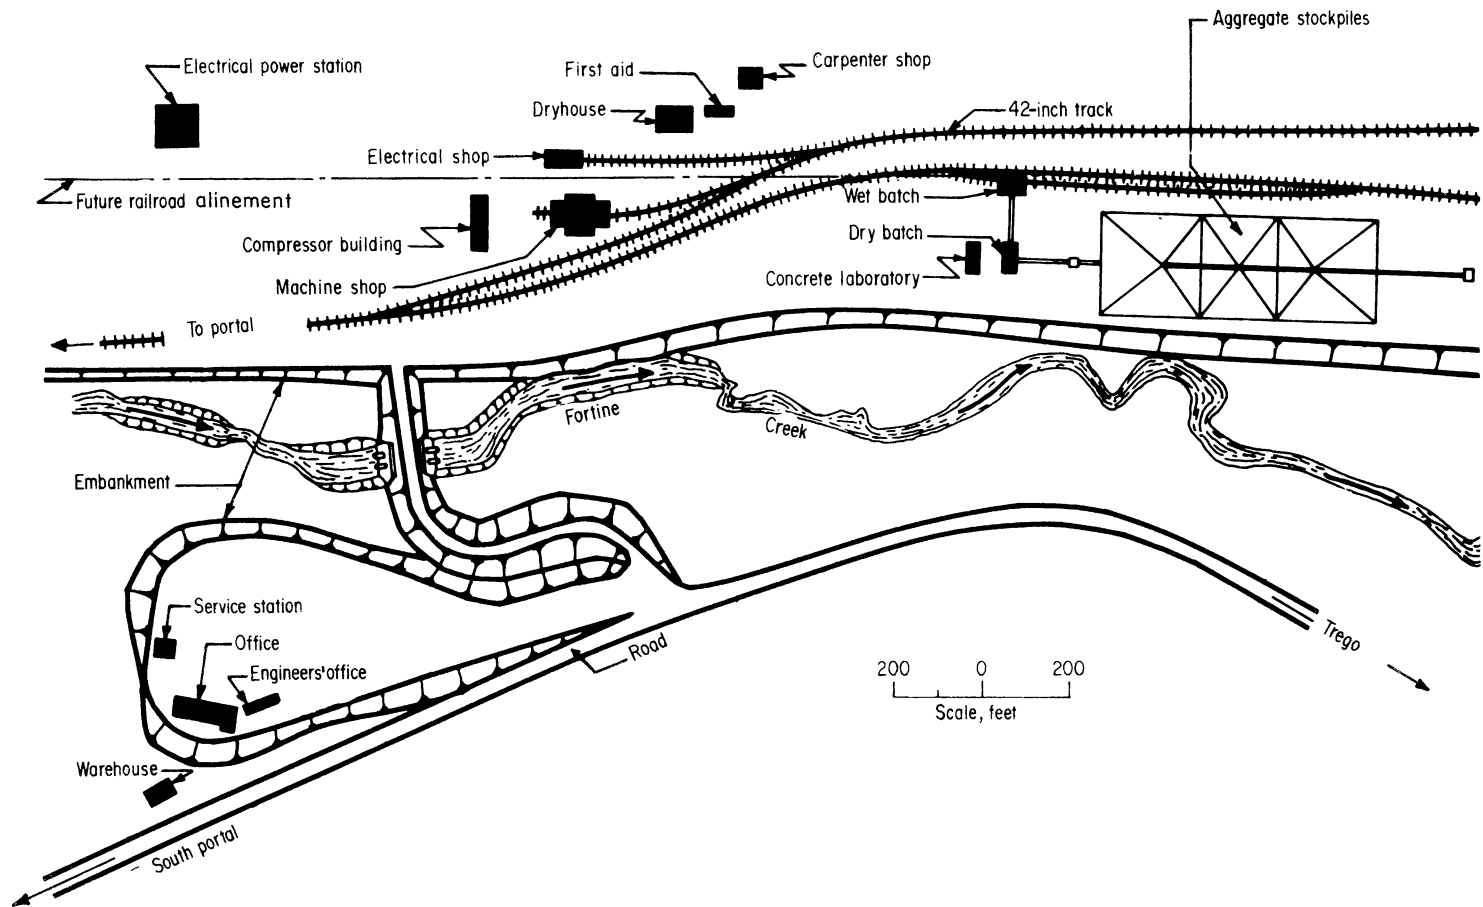 Aggregate stockpiles
Electrical power station
First aid
Carpenter shop
Dryhouse
42-inch track
Electrical shop
Future railroad alinement
Wet batch
Compressor building
Dry batch
Concrete laboratory
Machine shop
To portal
Fortine
Creek
Embankment
Service station
Office
Road
Trego
Engineers' office
200 0 200
Scale, feet
Warehouse
South portal